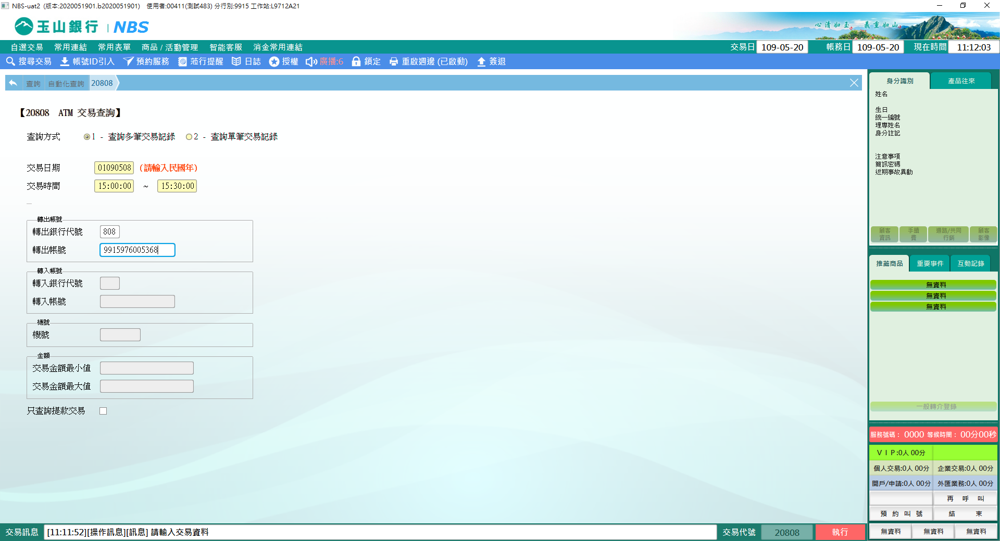 NBS-uat2 (版本:2020051901.b2020051901) 使用者:00411(測試483) 分行別:9915 工作站:L9712A21
玉山銀行 | NBS
心清如玉。 義重如山。
自選交易 常用連結 常用表單 商品 / 活動管理 智能客服 消金常用連結 交易日 109-05-20 帳務日 109-05-20 現在時間 11:12:03
搜尋交易 帳號ID引入 預約服務 蒞行提醒 日誌 授權 廣播:6 鎖定 重啟週邊 (已啟動) 簽退
查詢 自動化查詢 20808
【20808 ATM 交易查詢】
查詢方式 1 - 查詢多筆交易記錄 2 - 查詢單筆交易記錄
交易日期 01090508 (請輸入民國年)
交易時間 15:00:00 ~ 15:30:00
轉出帳號
轉出銀行代號 808
轉出帳號 9915976005368
轉入帳號
轉入銀行代號
轉入帳號
機號
機號
金額
交易金額最小值
交易金額最大值
只查詢提款交易
身分識別 產品往來
姓名
生日
統一編號
理專姓名
身分註記
注意事項
簡訊密碼
近期事故異動
顧客資訊 手續費 通路/共同行銷 顧客影像
推薦商品 重要事件 互動記錄
無資料
無資料
無資料
一般轉介登錄
服務號碼： 0000 等候時間： 00分00秒
ＶＩＰ:0人 00分
個人交易:0人 00分 企業交易:0人 00分
開戶/申請:0人 00分 外匯業務:0人 00分
再 呼 叫
預 約 叫 號 結 束
無資料 無資料 無資料
交易訊息 [11:11:52][操作訊息][訊息] 請輸入交易資料 交易代號 20808 執行